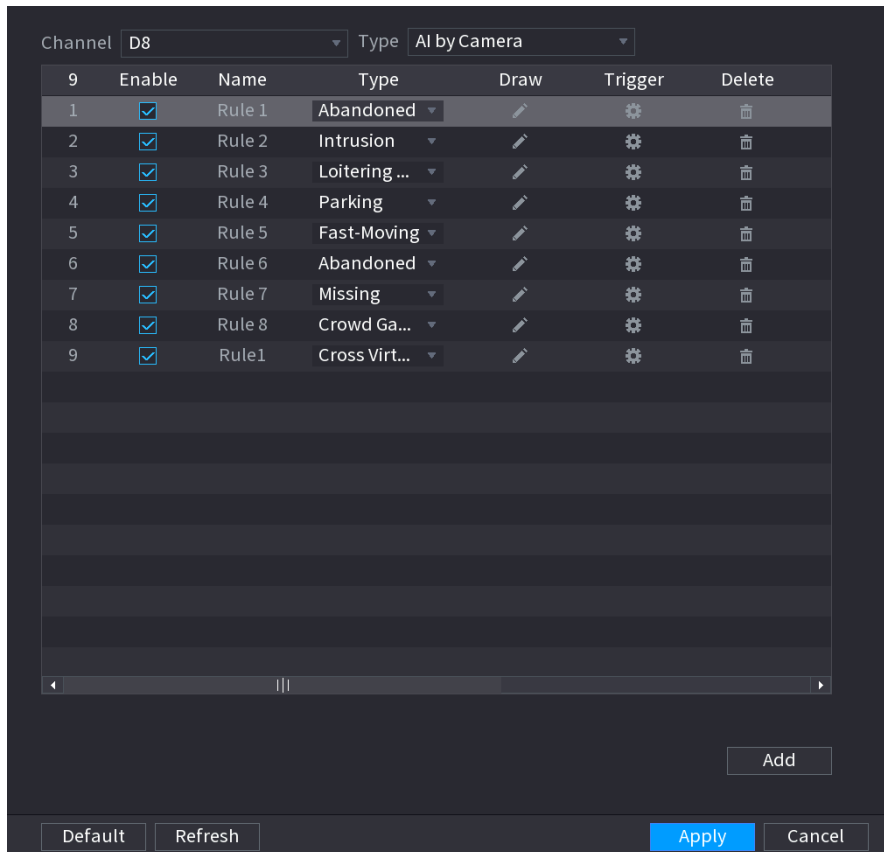 Channel D8 Type AI by Camera
9 Enable Name Type Draw Trigger Delete
1 Rule 1 Abandoned
2 Rule 2 Intrusion
3 Rule 3 Loitering ...
4 Rule 4 Parking
5 Rule 5 Fast-Moving
6 Rule 6 Abandoned
7 Rule 7 Missing
8 Rule 8 Crowd Ga...
9 Rule1 Cross Virt...
Add
Default Refresh Apply Cancel